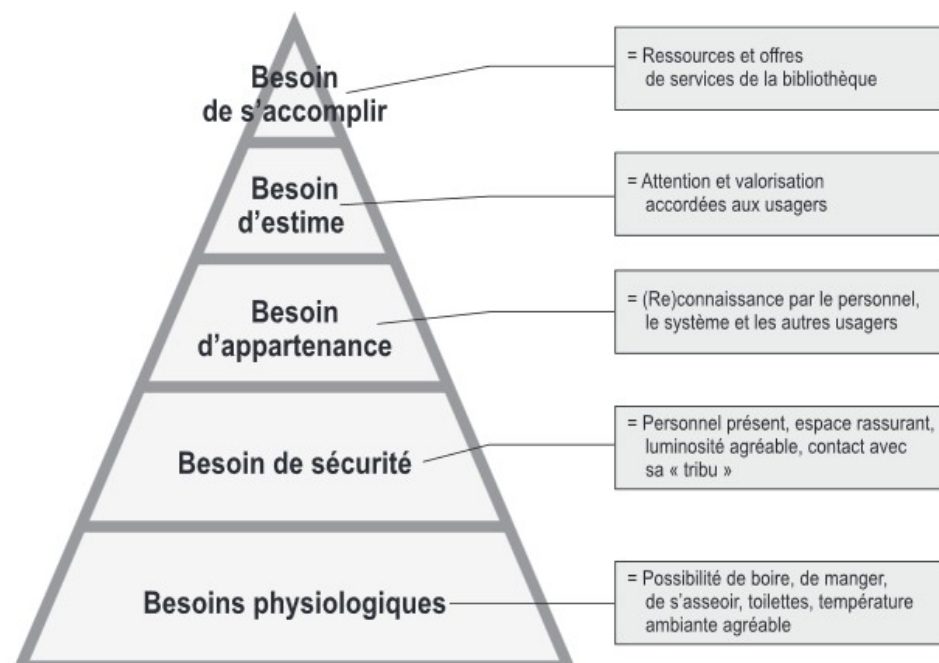 Besoin
de s’accomplir
= Ressources et offres
de services de la bibliothèque
Besoin
d’estime
= Attention et valorisation
accordées aux usagers
Besoin
d’appartenance
= (Re)connaissance par le personnel,
le système et les autres usagers
Besoin de sécurité
= Personnel présent, espace rassurant,
luminosité agréable, contact avec
sa « tribu »
Besoins physiologiques
= Possibilité de boire, de manger,
de s’asseoir, toilettes, température
ambiante agréable